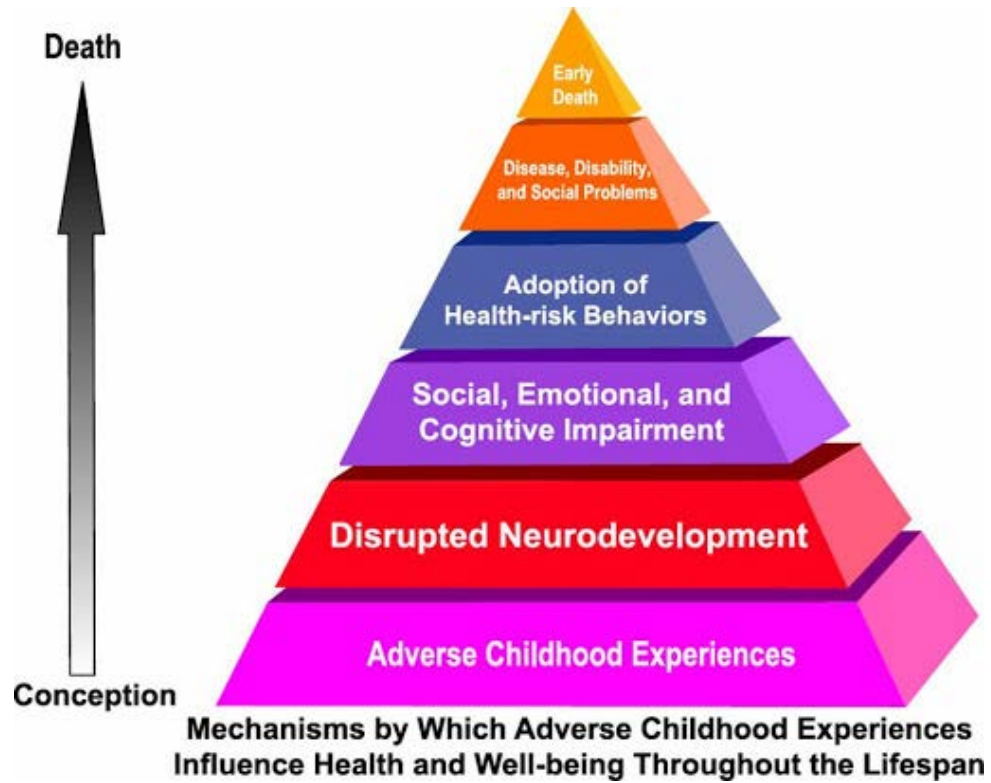 Death
Early
Death
Disease, Disability,
and Social Problems
Adoption of
Health-risk Behaviors
Social, Emotional, and
Cognitive Impairment
Disrupted Neurodevelopment
Adverse Childhood Experiences
Conception
Mechanisms by Which Adverse Childhood Experiences
Influence Health and Well-being Throughout the Lifespan